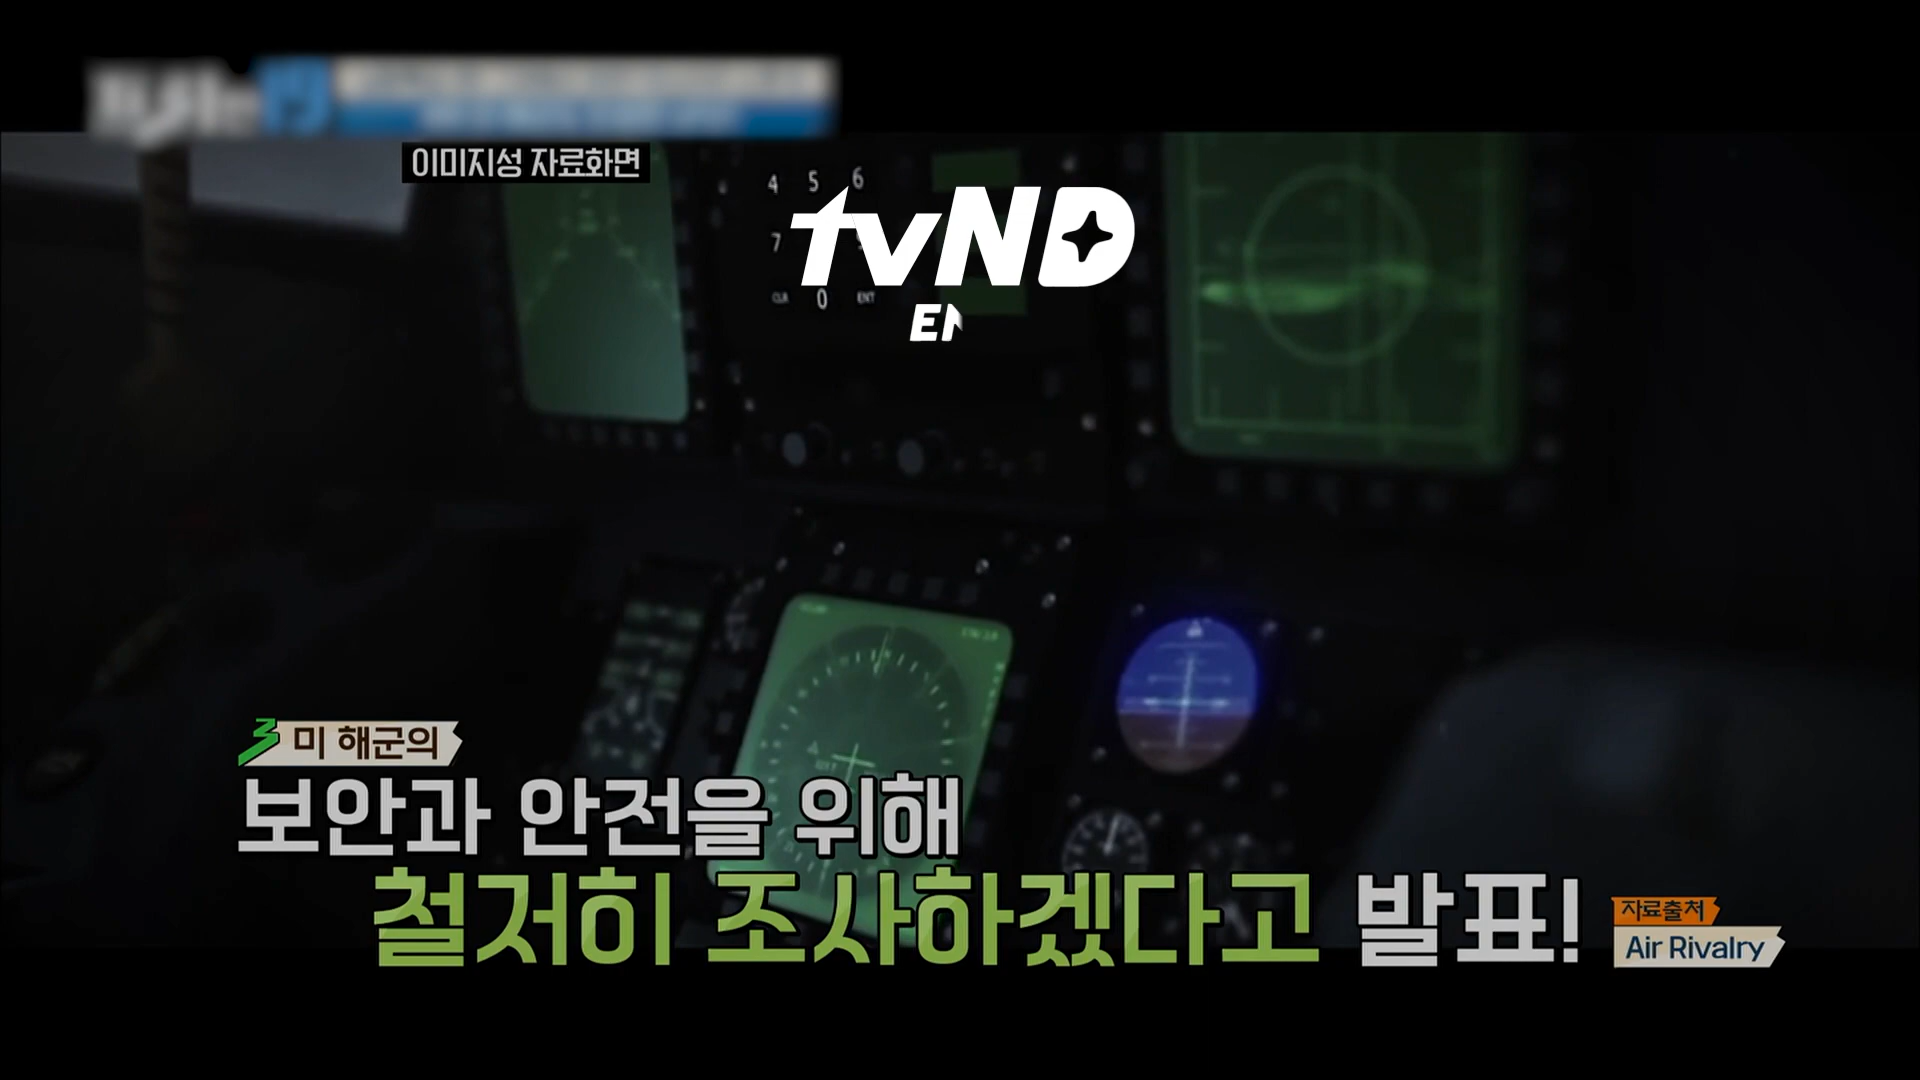 이미지성 자료화면
4 5 6
7
CLR 0 ENT
tvND
EN
3 미 해군의
보안과 안전을 위해
철저히 조사하겠다고 발표!
자료출처
Air Rivalry